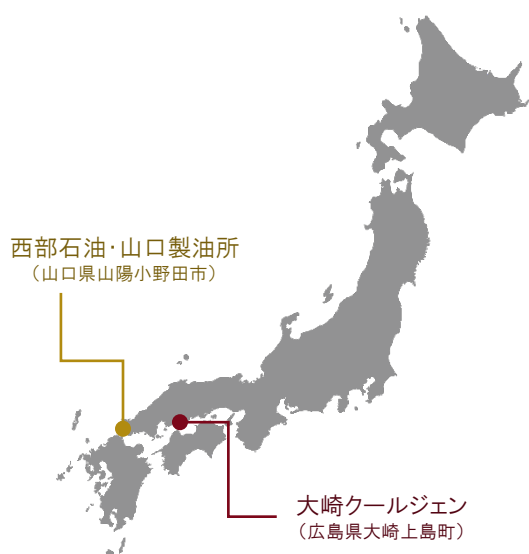 西部石油・山口製油所
（山口県山陽小野田市）
大崎クールジェン
（広島県大崎上島町）